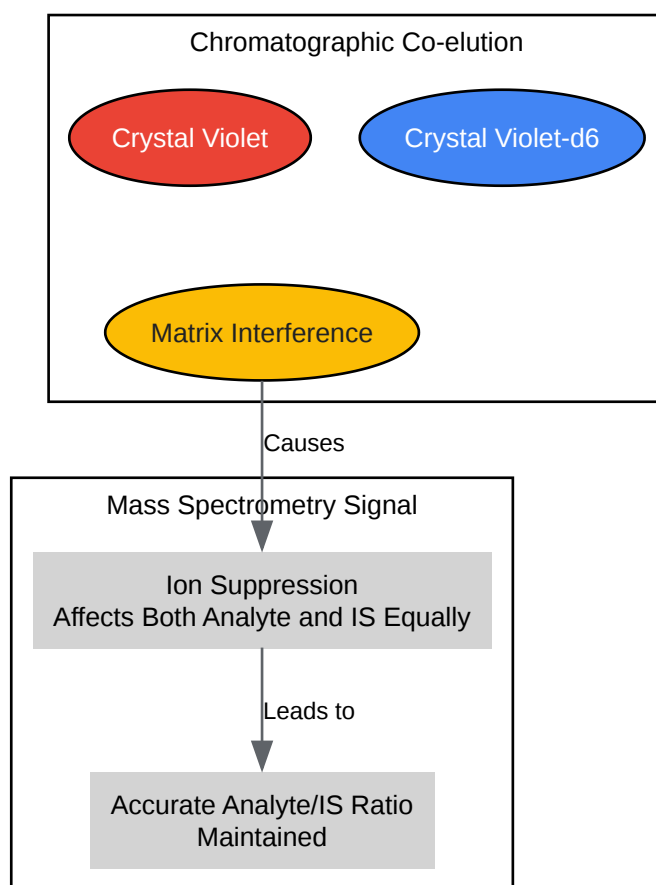 Chromatographic Co-elution
Crystal Violet
Crystal Violet-d6
Matrix Interference
Causes
Mass Spectrometry Signal
Ion Suppression
Affects Both Analyte and IS Equally
Leads to
Accurate Analyte/IS Ratio
Maintained